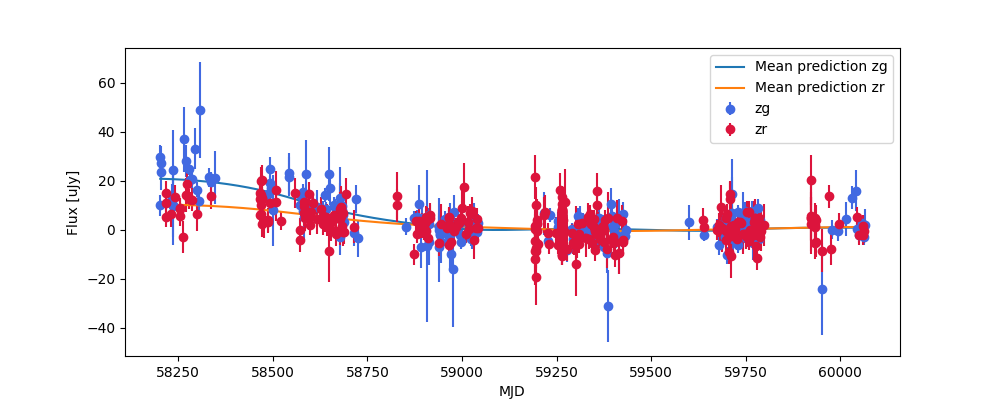 Mean prediction zg
Mean prediction zr
zg
zr
Flux [uJy]
60
40
20
0
−20
−40
58250
58500
58750
59000
59250
59500
59750
60000
MJD